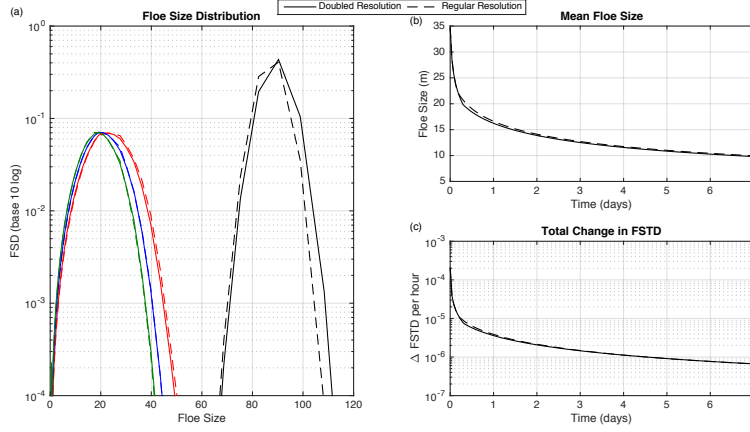 Doubled Resolution
Regular Resolution
(a)
Floe Size Distribution
10^0
10^-1
10^-2
10^-3
10^-4
FSD (base 10 log)
0 20 40 60 80 100 120
Floe Size
(b)
Mean Floe Size
35
30
25
20
15
10
5
Floe Size (m)
0 1 2 3 4 5 6
Time (days)
(c)
Total Change in FSTD
10^-3
10^-4
10^-5
10^-6
10^-7
Δ FSTD per hour
0 1 2 3 4 5 6
Time (days)